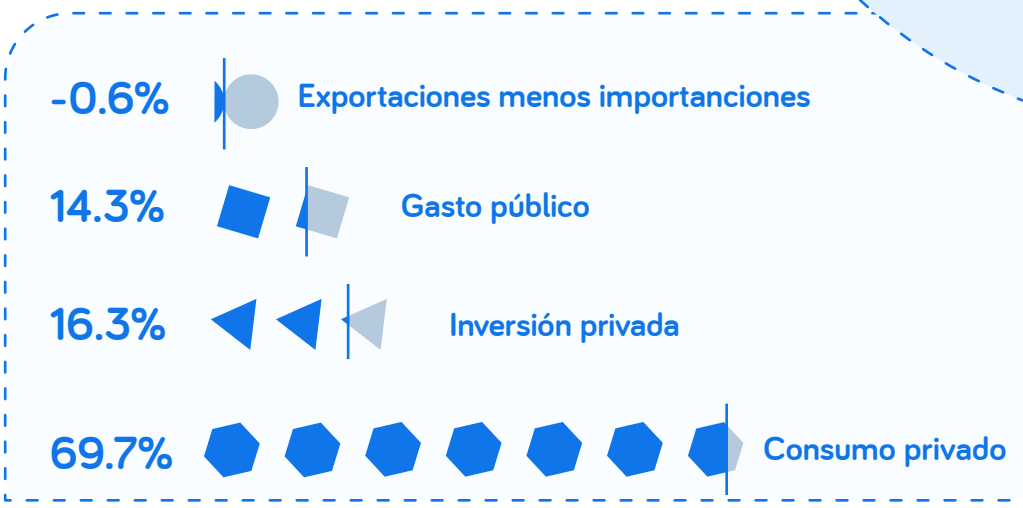 -0.6% Exportaciones menos importanciones
14.3% Gasto público
16.3% Inversión privada
69.7% Consumo privado